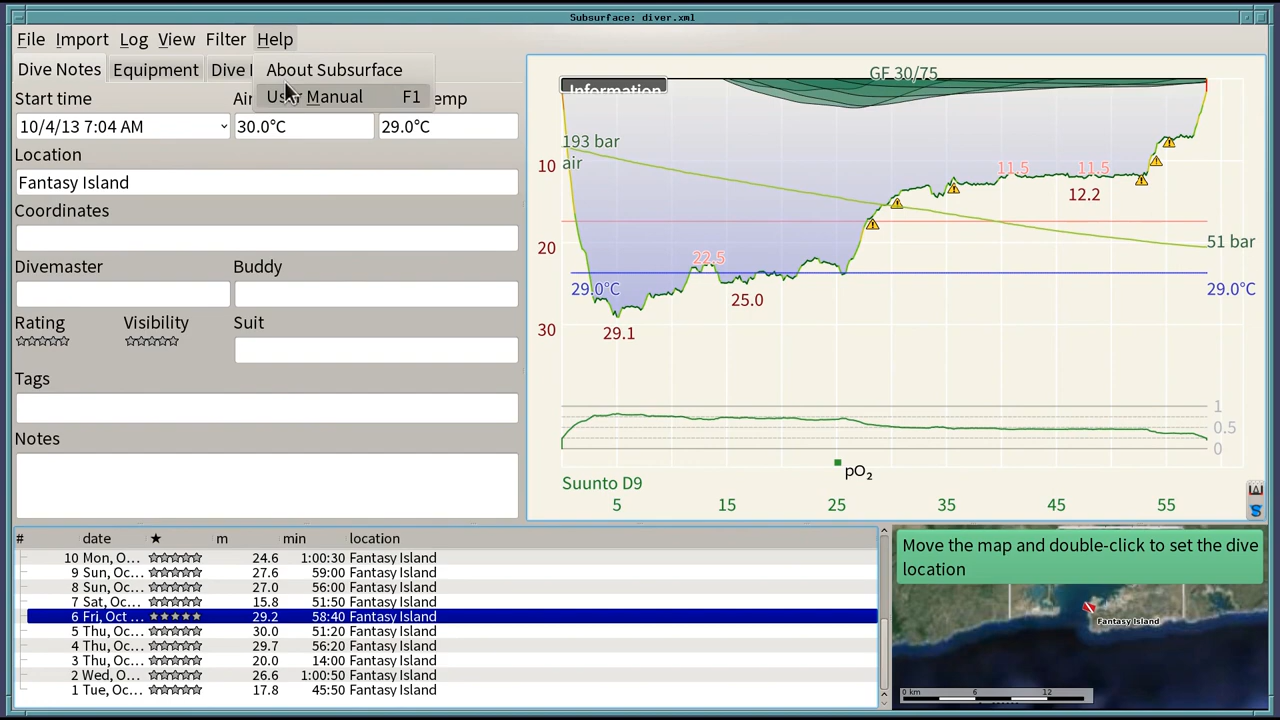 Subsurface: diver.xml
File Import Log View Filter Help
Dive Notes Equipment Dive I
About Subsurface
User Manual F1
Start time Air emp
10/4/13 7:04 AM 30.0°C 29.0°C
Location
Fantasy Island
Coordinates
Divemaster Buddy
Rating Visibility Suit
Tags
Notes
GF 30/75
Information
193 bar
air
10
11.5 11.5
12.2
20
22.5
51 bar
29.0°C 29.0°C
25.0
30
29.1
1
0.5
0
pO₂
Suunto D9
5 15 25 35 45 55
# date ★ m min location
10 Mon, O... 24.6 1:00:30 Fantasy Island
9 Sun, Oc... 27.6 59:00 Fantasy Island
8 Sun, Oc... 27.0 56:00 Fantasy Island
7 Sat, Oc... 15.8 51:50 Fantasy Island
6 Fri, Oct ... 29.2 58:40 Fantasy Island
5 Thu, Oc... 30.0 51:20 Fantasy Island
4 Thu, Oc... 29.7 56:20 Fantasy Island
3 Thu, Oc... 20.0 14:00 Fantasy Island
2 Wed, O... 26.6 1:00:50 Fantasy Island
1 Tue, Oc... 17.8 45:50 Fantasy Island
Move the map and double-click to set the dive
location
Fantasy Island
0 km 6 12